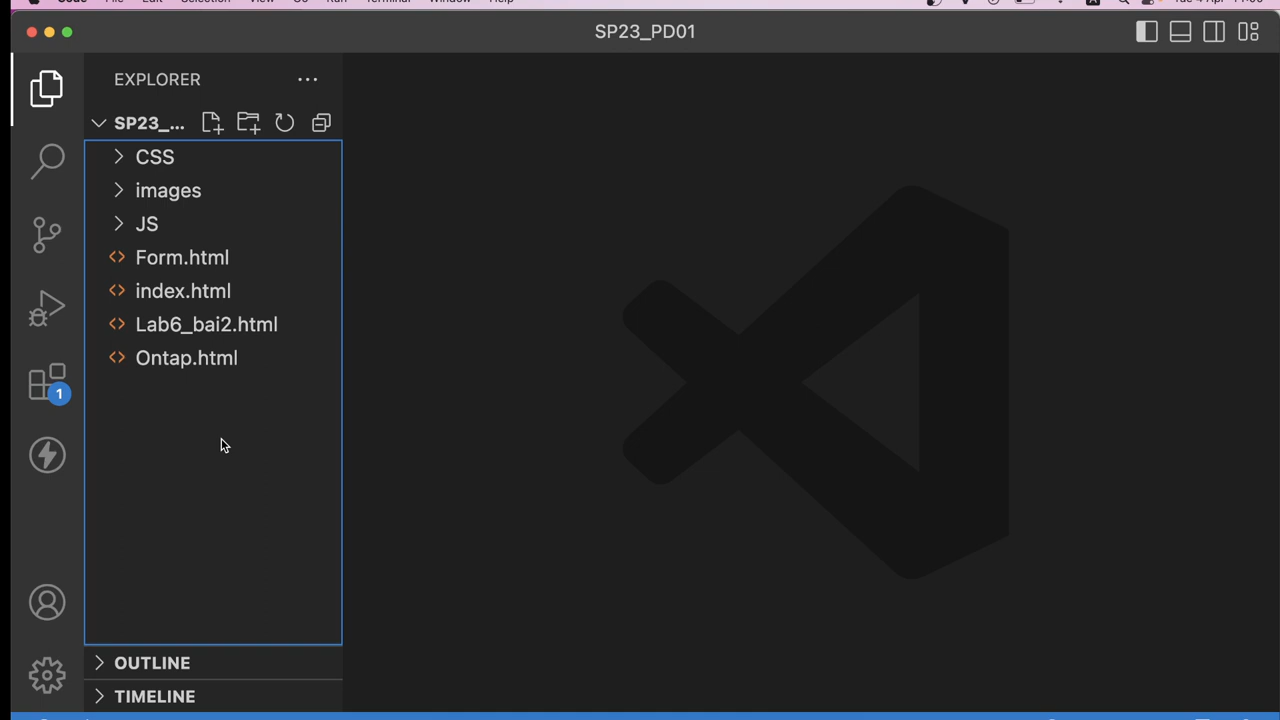 SP23_PD01
EXPLORER
SP23_...
CSS
images
JS
Form.html
index.html
Lab6_bai2.html
Ontap.html
1
OUTLINE
TIMELINE